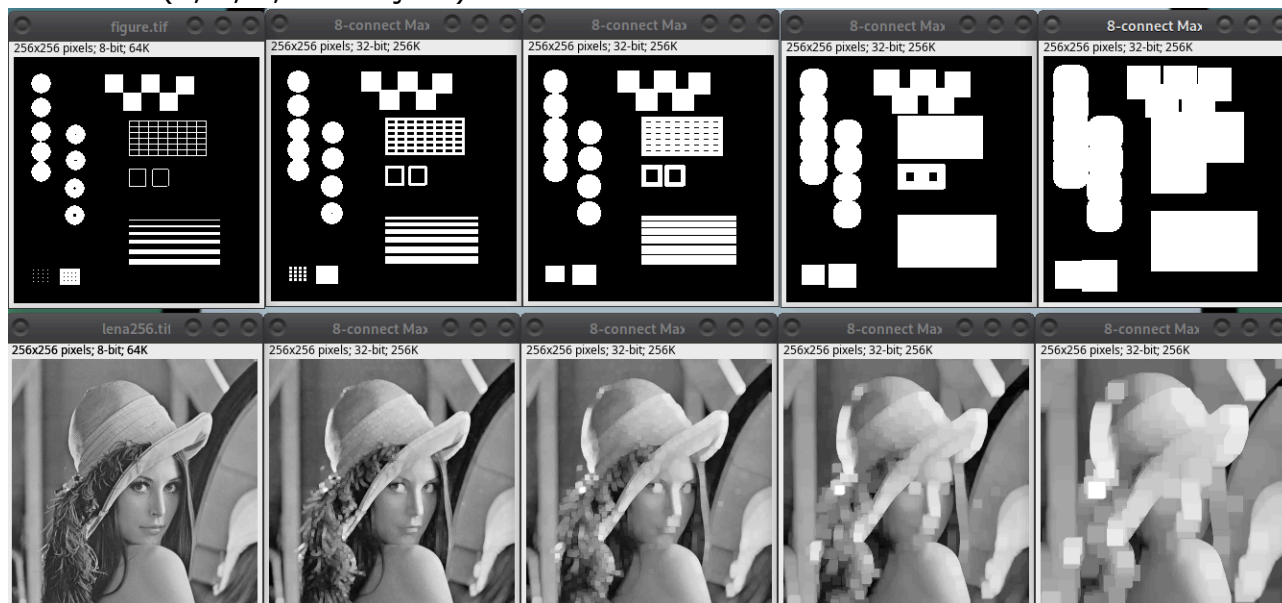 figure.tif
8-connect Max
8-connect Max
8-connect Max
8-connect Max
256x256 pixels; 8-bit; 64K
256x256 pixels; 32-bit; 256K
256x256 pixels; 32-bit; 256K
256x256 pixels; 32-bit; 256K
256x256 pixels; 32-bit; 256K
lena256.tif
8-connect Max
8-connect Max
8-connect Max
8-connect Max
256x256 pixels; 8-bit; 64K
256x256 pixels; 32-bit; 256K
256x256 pixels; 32-bit; 256K
256x256 pixels; 32-bit; 256K
256x256 pixels; 32-bit; 256K